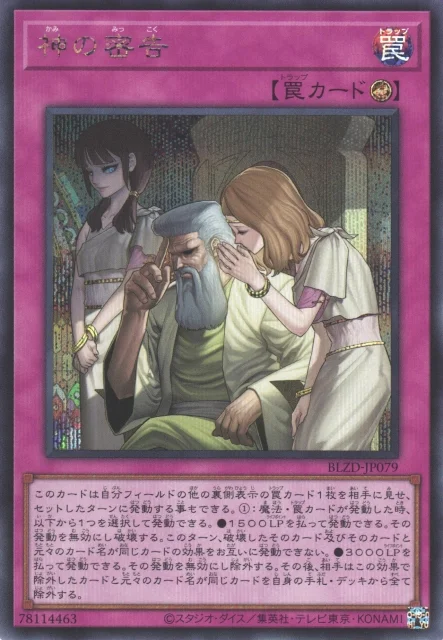 神の密告
罠
【罠カード】
BLZD-JP079
このカードは自分フィールドの他の裏側表示の罠カード1枚を相手に見せ、
セットしたターンに発動する事もできる。①:魔法・罠カードが発動した時、
以下から1つを選択して発動できる。●1500LPを払って発動できる。その
発動を無効にし破壊する。このターン、破壊したそのカード及びそのカードと
元々のカード名が同じカードの効果をお互いに発動できない。●3000LPを
払って発動できる。その発動を無効にし除外する。その後、相手はこの効果で
除外したカードと元々のカード名が同じカードを自身の手札・デッキから全て
除外する。
78114463
©スタジオ・ダイス/集英社・テレビ東京・KONAMI